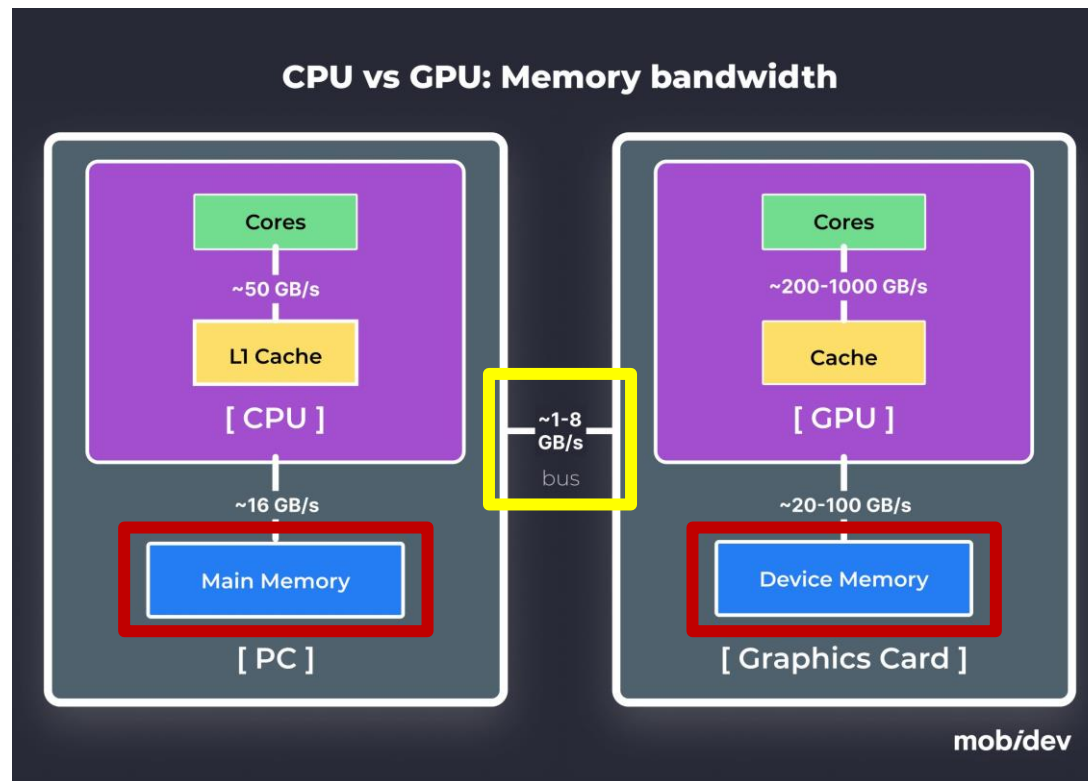 CPU vs GPU: Memory bandwidth
Cores
~50 GB/s
L1 Cache
[ CPU ]
~16 GB/s
Main Memory
[ PC ]
~1-8
GB/s
bus
Cores
~200-1000 GB/s
Cache
[ GPU ]
~20-100 GB/s
Device Memory
[ Graphics Card ]
mobidev